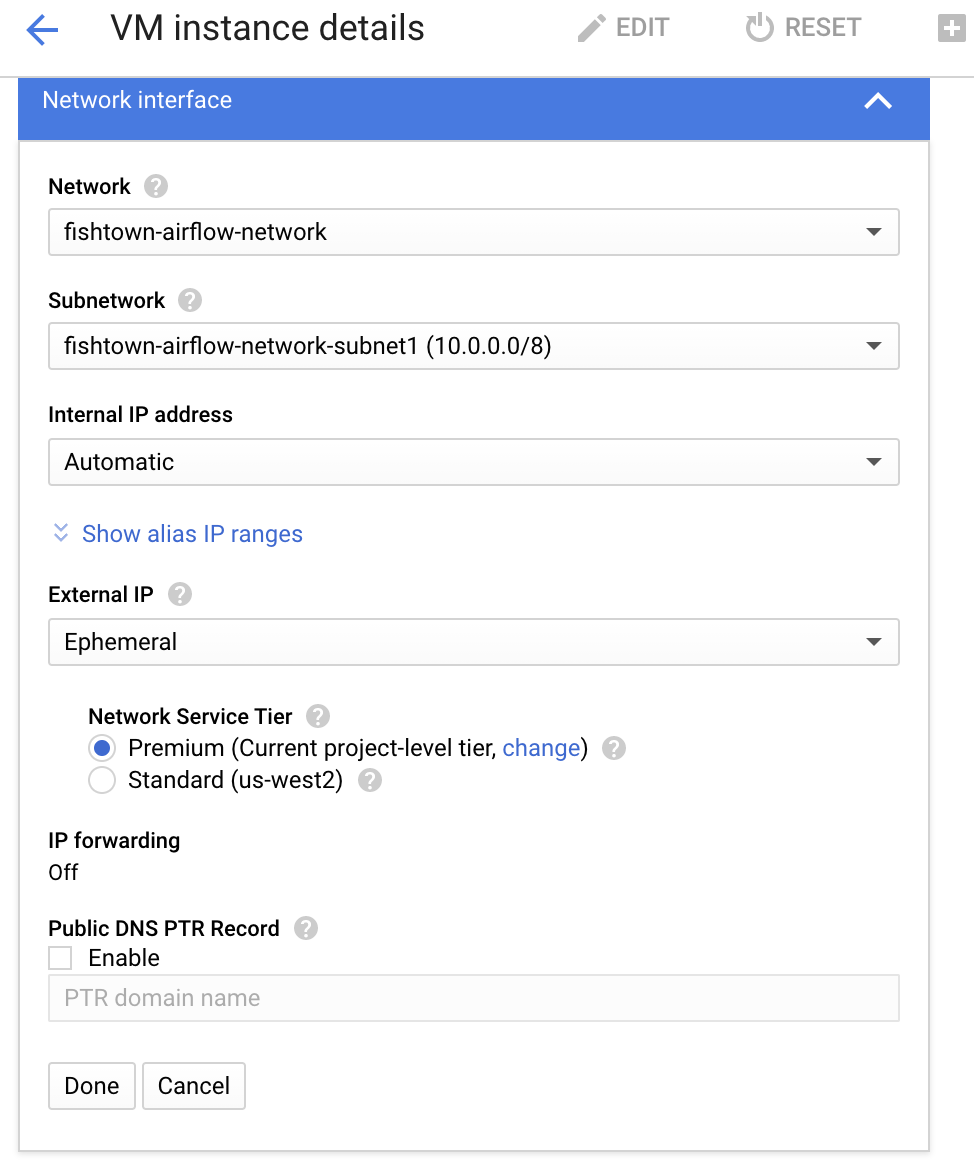 VM instance details EDIT RESET
Network interface
Network ?
fishtown-airflow-network
Subnetwork ?
fishtown-airflow-network-subnet1 (10.0.0.0/8)
Internal IP address
Automatic
Show alias IP ranges
External IP ?
Ephemeral
Network Service Tier ?
Premium (Current project-level tier, change) ?
Standard (us-west2) ?
IP forwarding
Off
Public DNS PTR Record ?
Enable
PTR domain name
Done Cancel